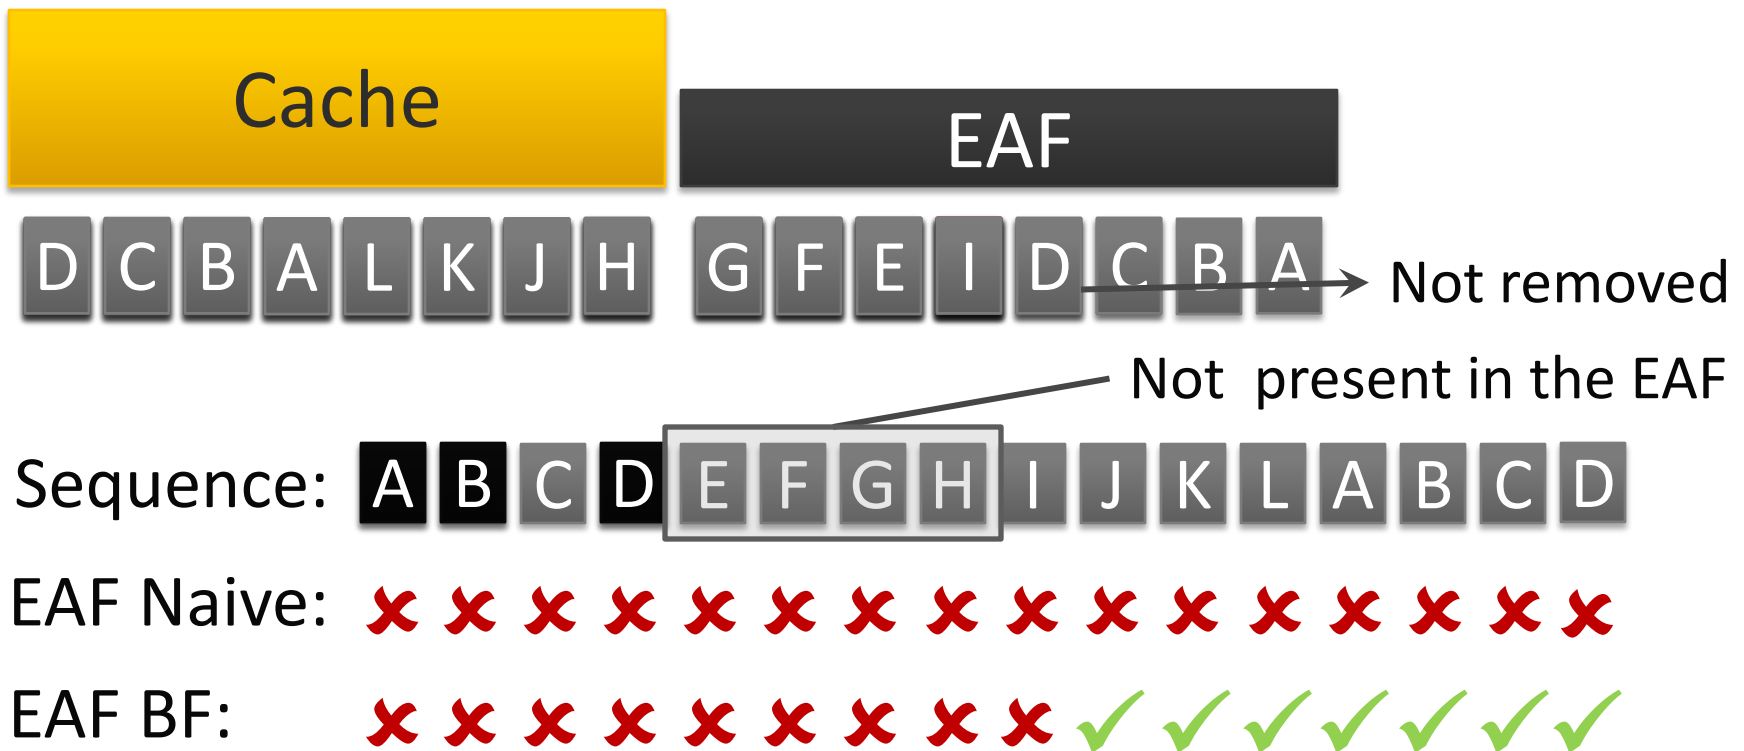 Cache
EAF
D C B A L K J H G F E I D C B A
Not removed
Not present in the EAF
Sequence: A B C D E F G H I J K L A B C D
EAF Naive:
EAF BF: